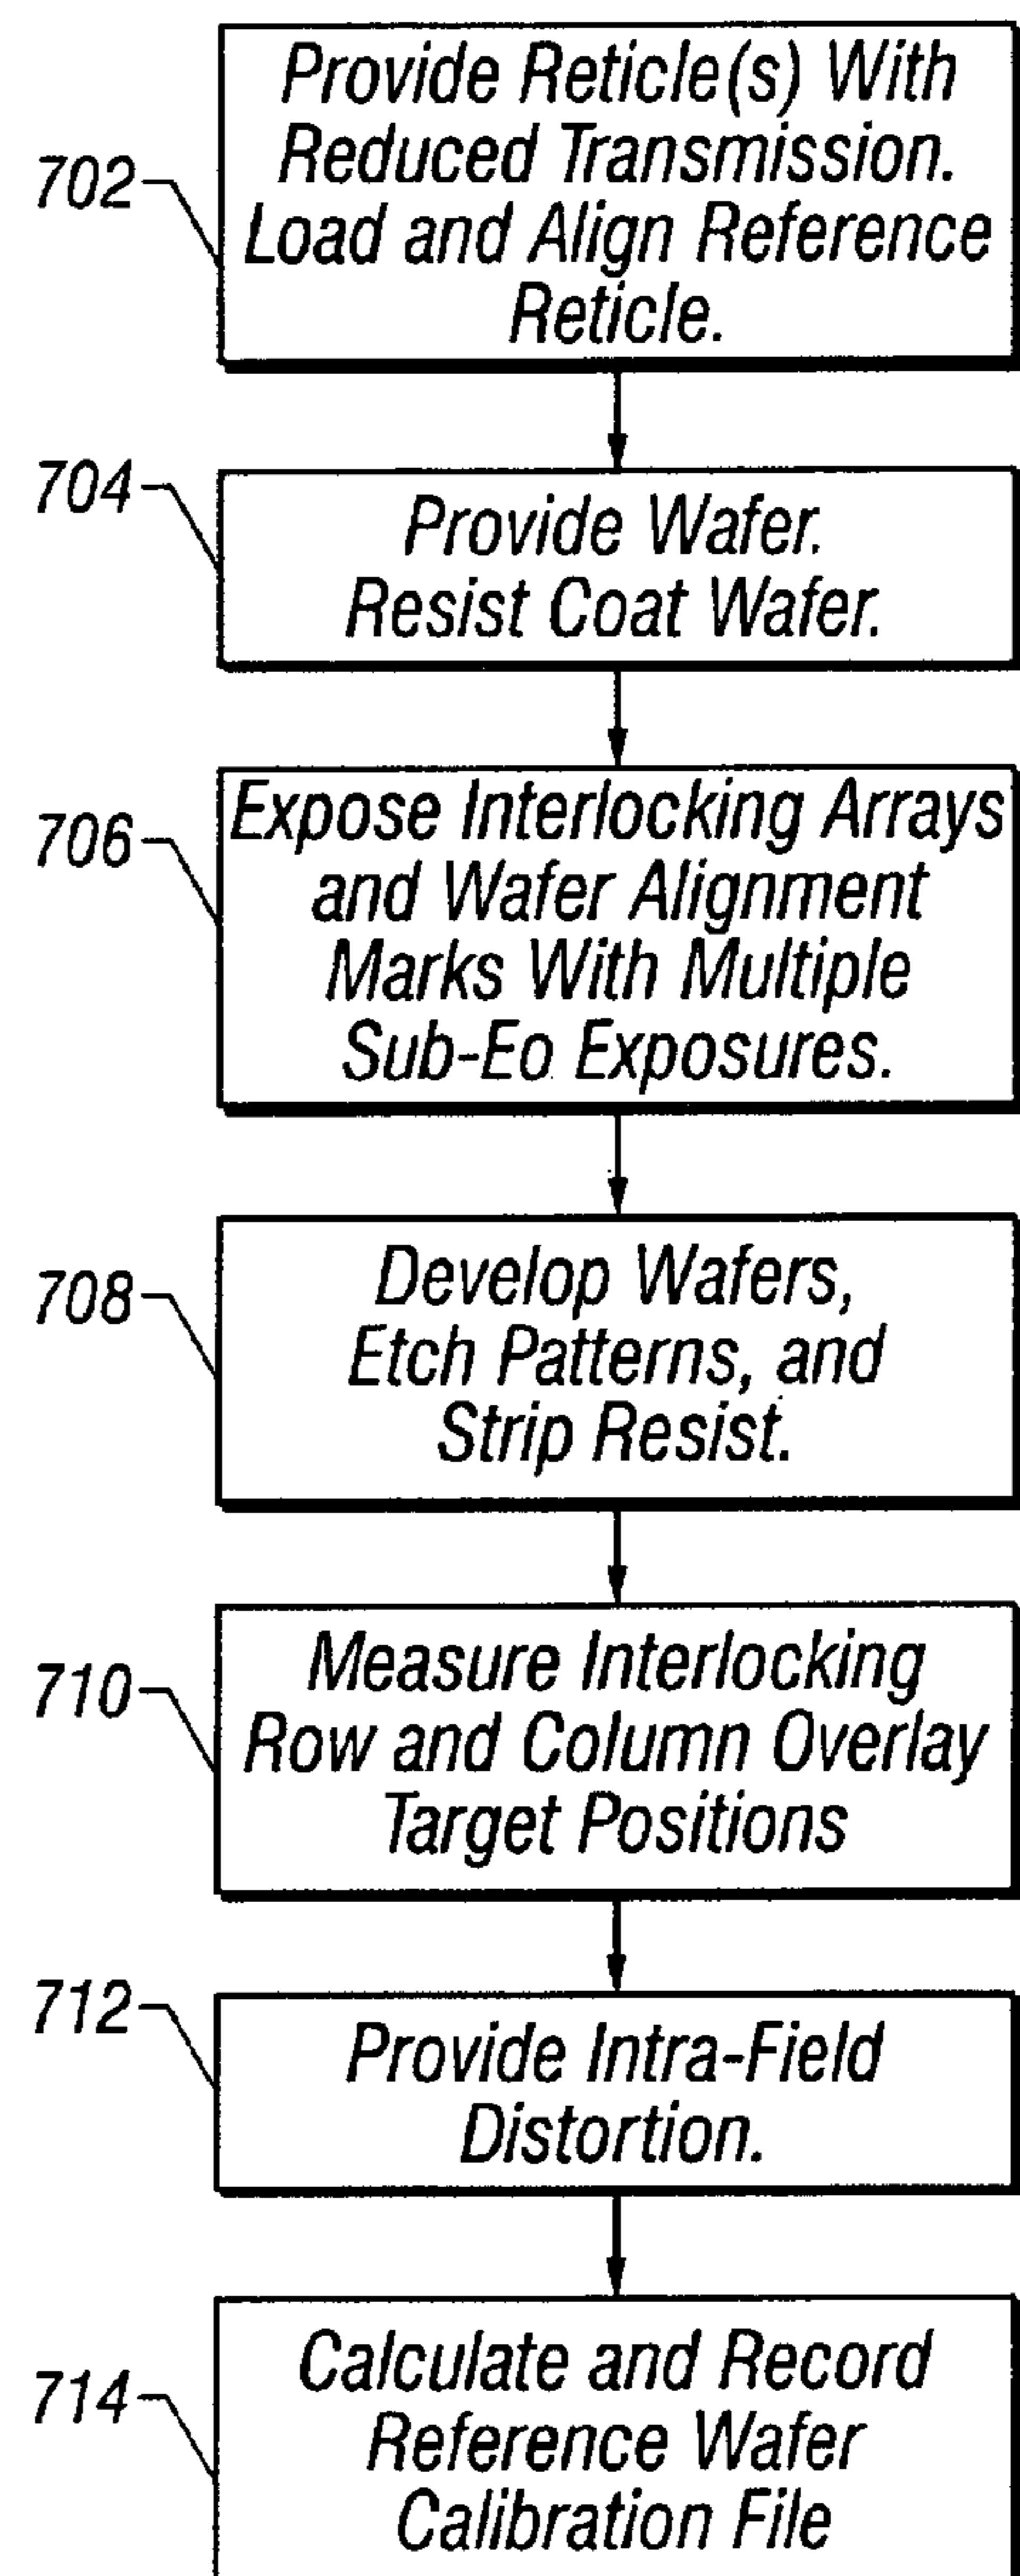 Provide Reticle(s) With
Reduced Transmission.
702
Load and Align Reference
Reticle.
704
Provide Wafer.
Resist Coat Wafer.
706
Expose Interlocking Arrays
and Wafer Alignment
Marks With Multiple
Sub-Eo Exposures.
708
Develop Wafers,
Etch Patterns, and
Strip Resist.
710
Measure Interlocking
Row and Column Overlay
Target Positions
712
Provide Intra-Field
Distortion.
714
Calculate and Record
Reference Wafer
Calibration File